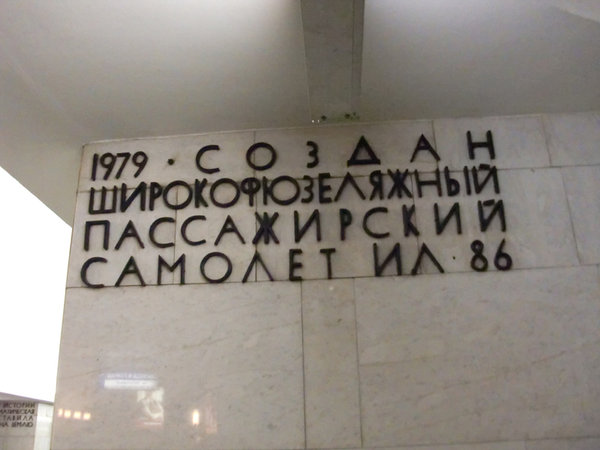 1979 · СОЗДАН
ШИРОКОФЮЗЕЛЯЖНЫЙ
ПАССАЖИРСКИЙ
САМОЛЕТ ИЛ·86